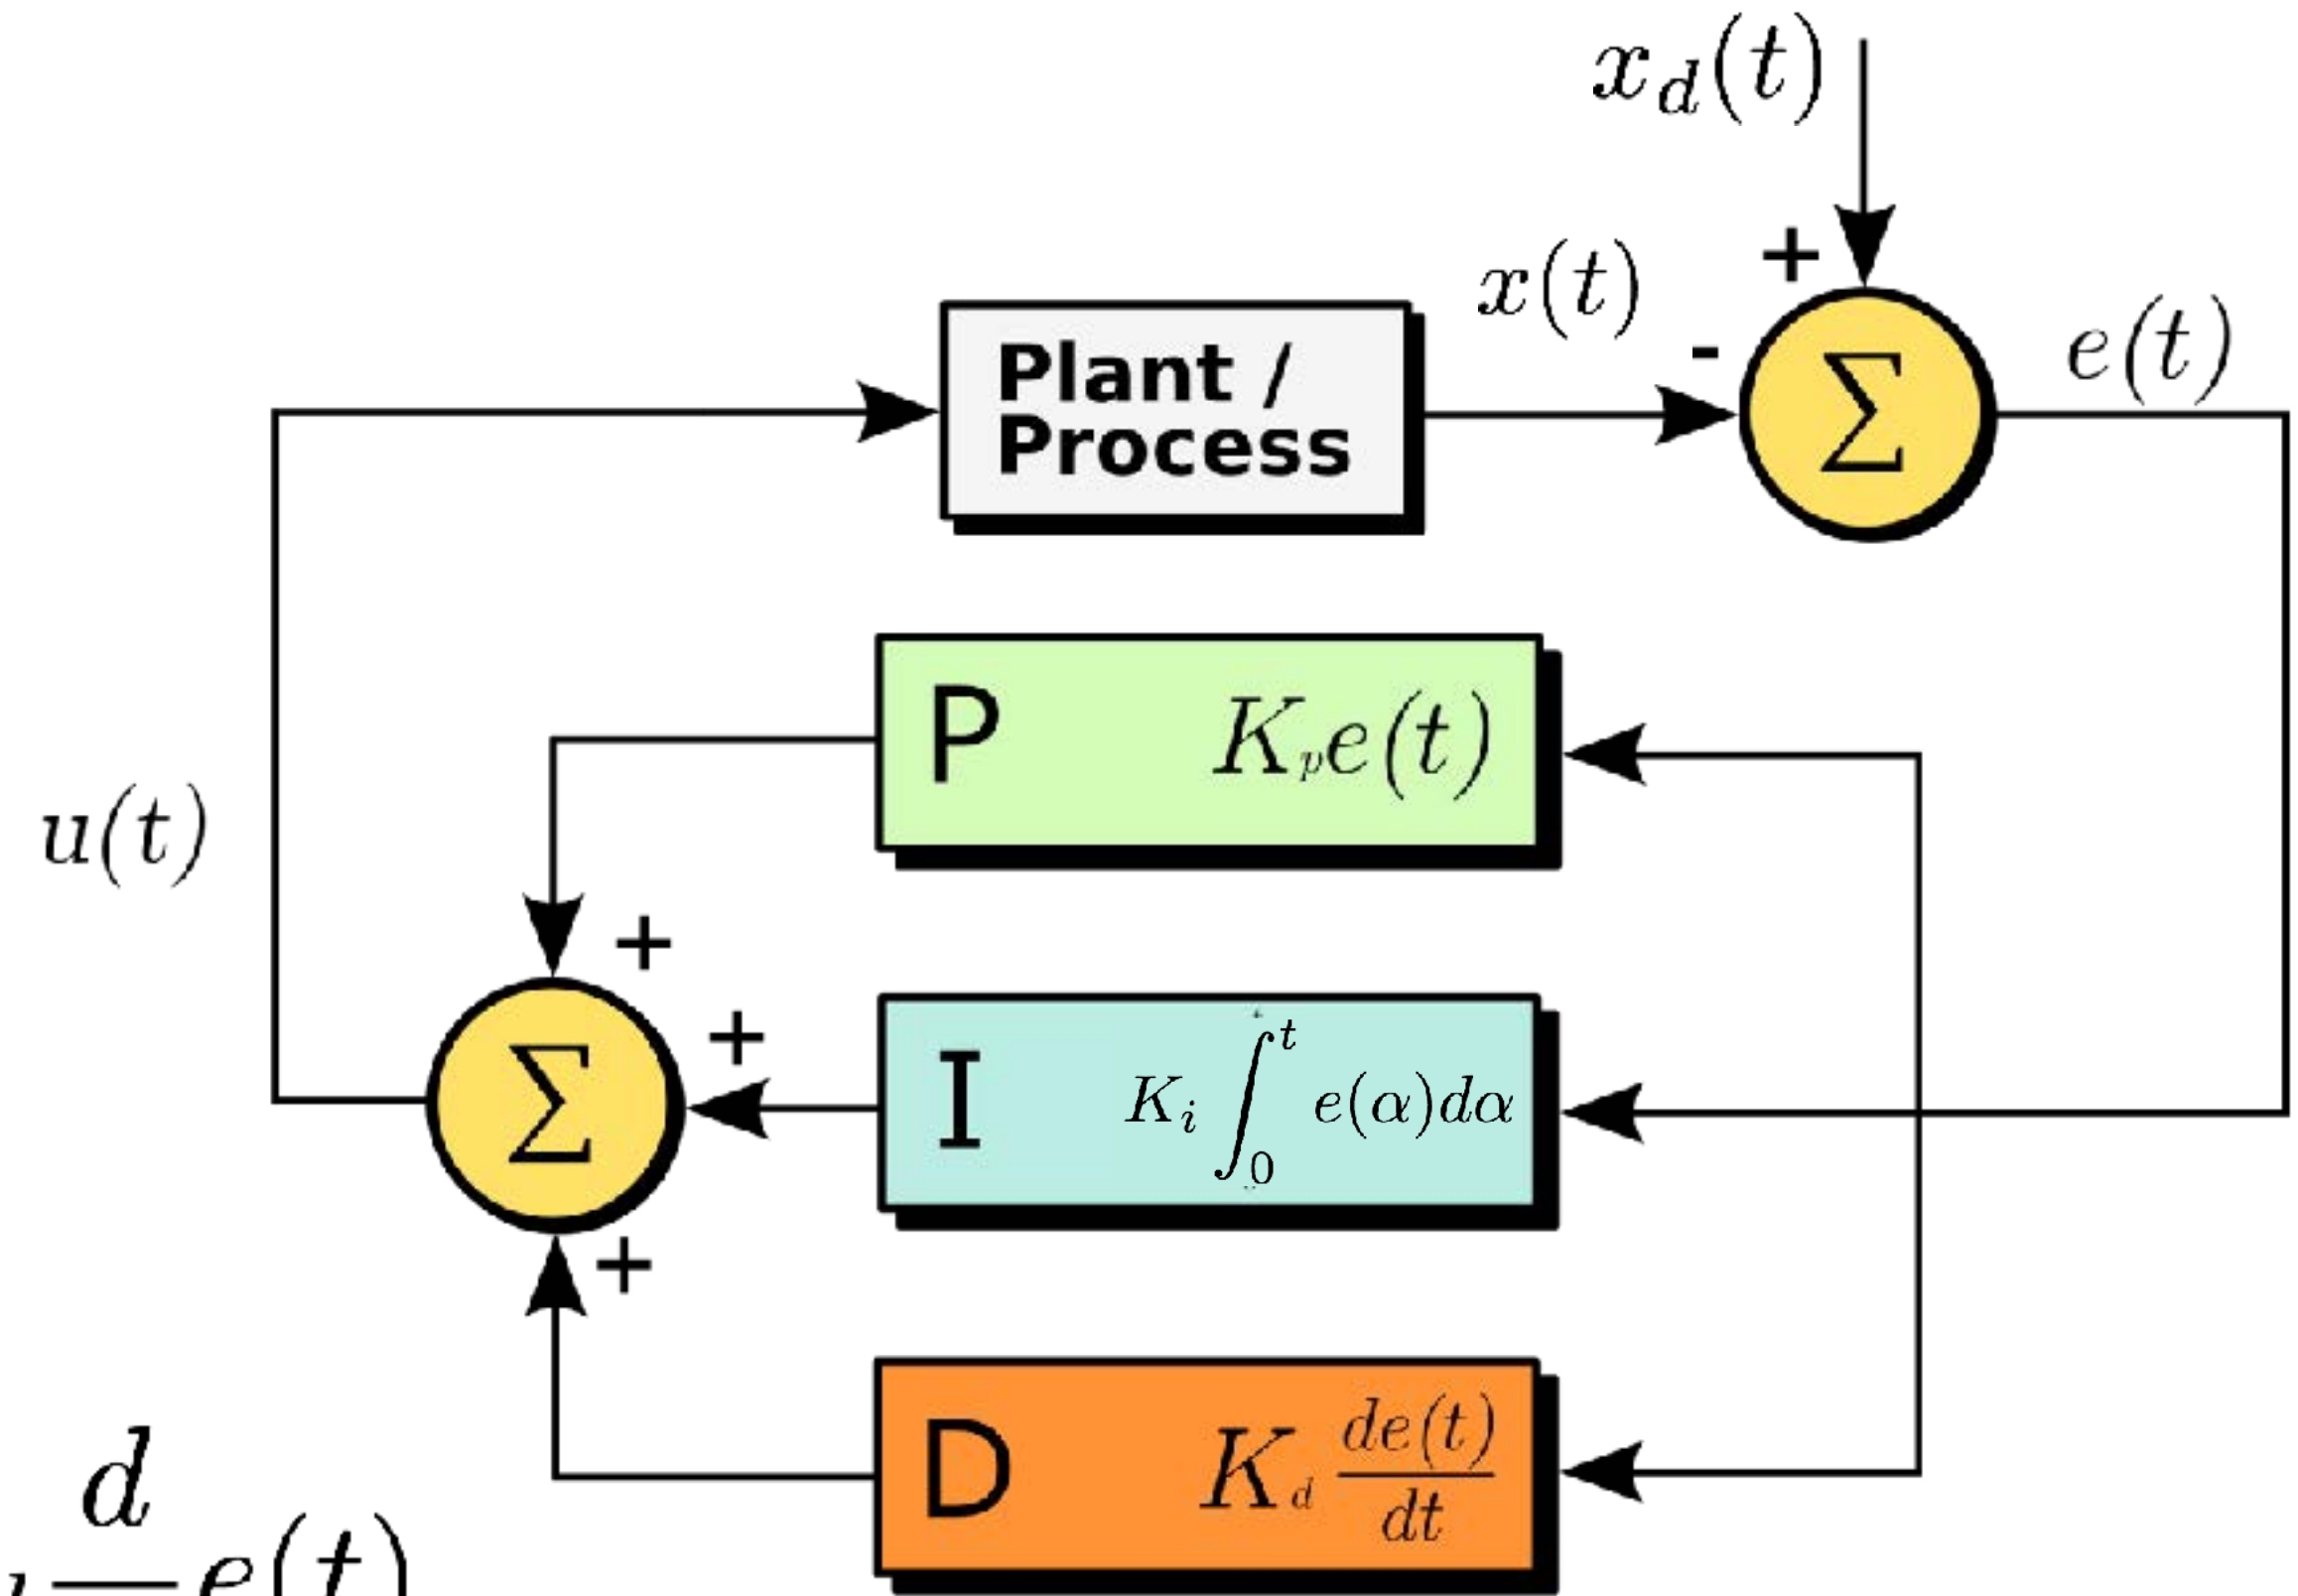 x_d(t)
+
x(t)
-
Σ
e(t)
Plant /
Process
P K_p e(t)
u(t)
+
+
Σ
I K_i ∫_0^t e(α)dα
+
D K_d de(t)/dt
d
e(t)